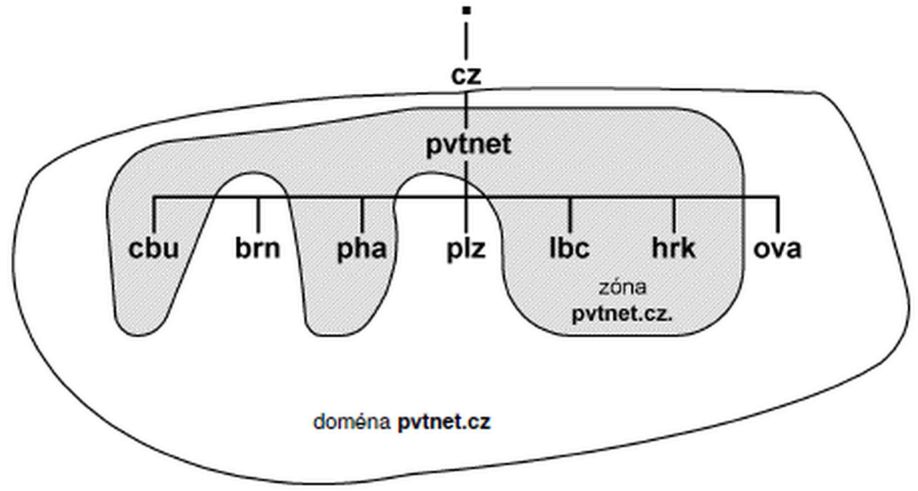 .
cz
pvtnet
cbu brn pha plz lbc hrk ova
zóna
pvtnet.cz.
doména pvtnet.cz